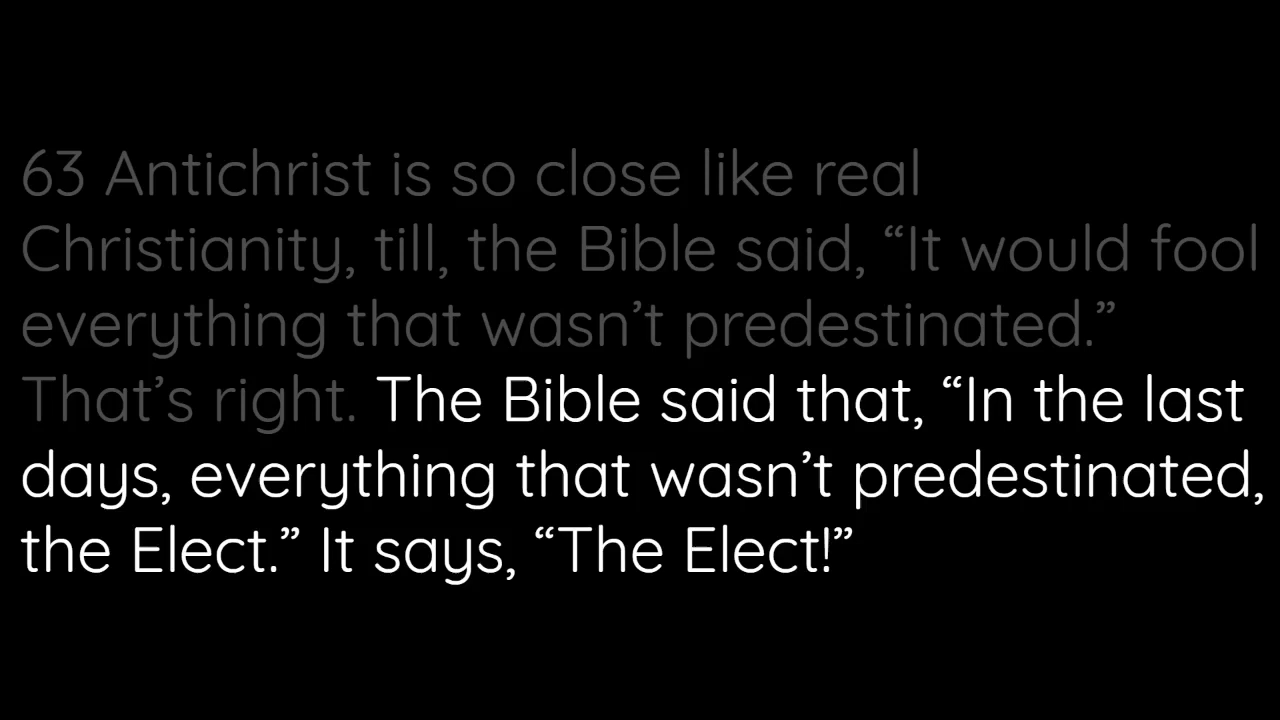 63 Antichrist is so close like real
Christianity, till, the Bible said, “It would fool
everything that wasn’t predestinated.”
That’s right. The Bible said that, “In the last
days, everything that wasn’t predestinated,
the Elect.” It says, “The Elect!”